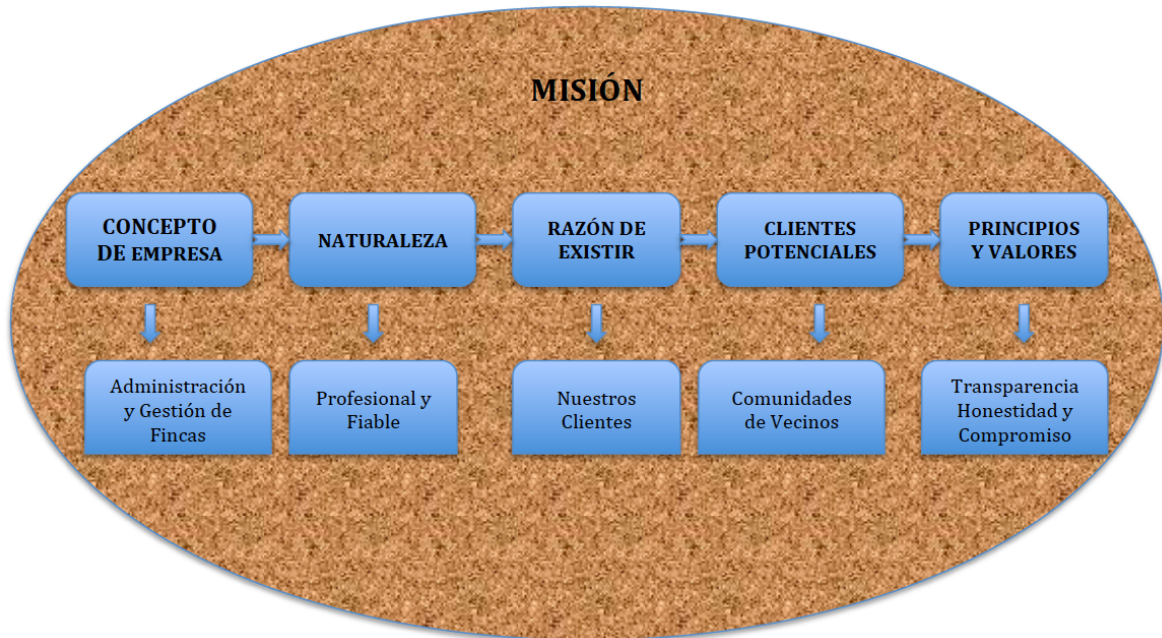 MISIÓN
CONCEPTO
DE EMPRESA
NATURALEZA
RAZÓN DE
EXISTIR
CLIENTES
POTENCIALES
PRINCIPIOS
Y VALORES
Administración
y Gestión de
Fincas
Profesional y
Fiable
Nuestros
Clientes
Comunidades
de Vecinos
Transparencia
Honestidad y
Compromiso